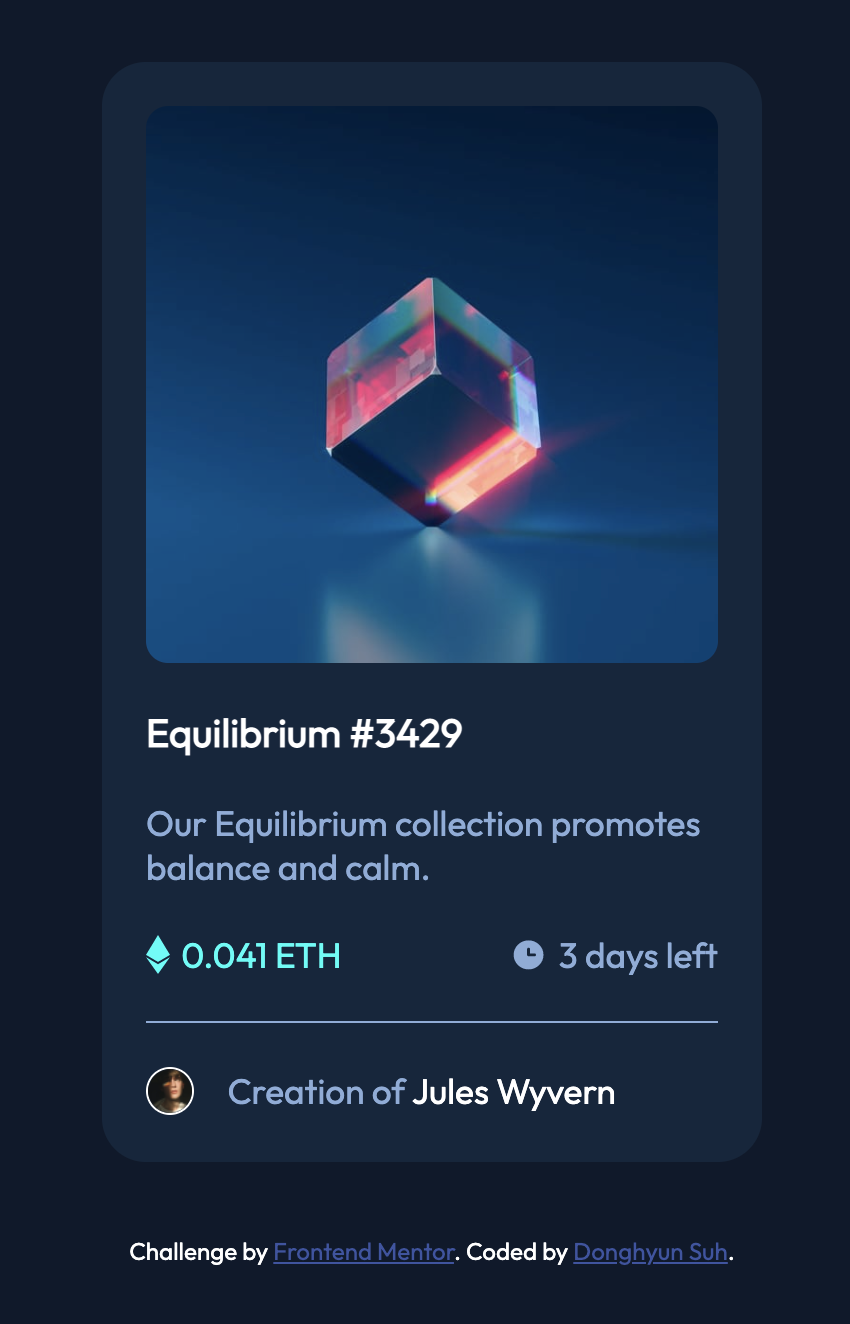 Equilibrium #3429
Our Equilibrium collection promotes
balance and calm.
0.041 ETH
3 days left
Creation of Jules Wyvern
Challenge by Frontend Mentor. Coded by Donghyun Suh.